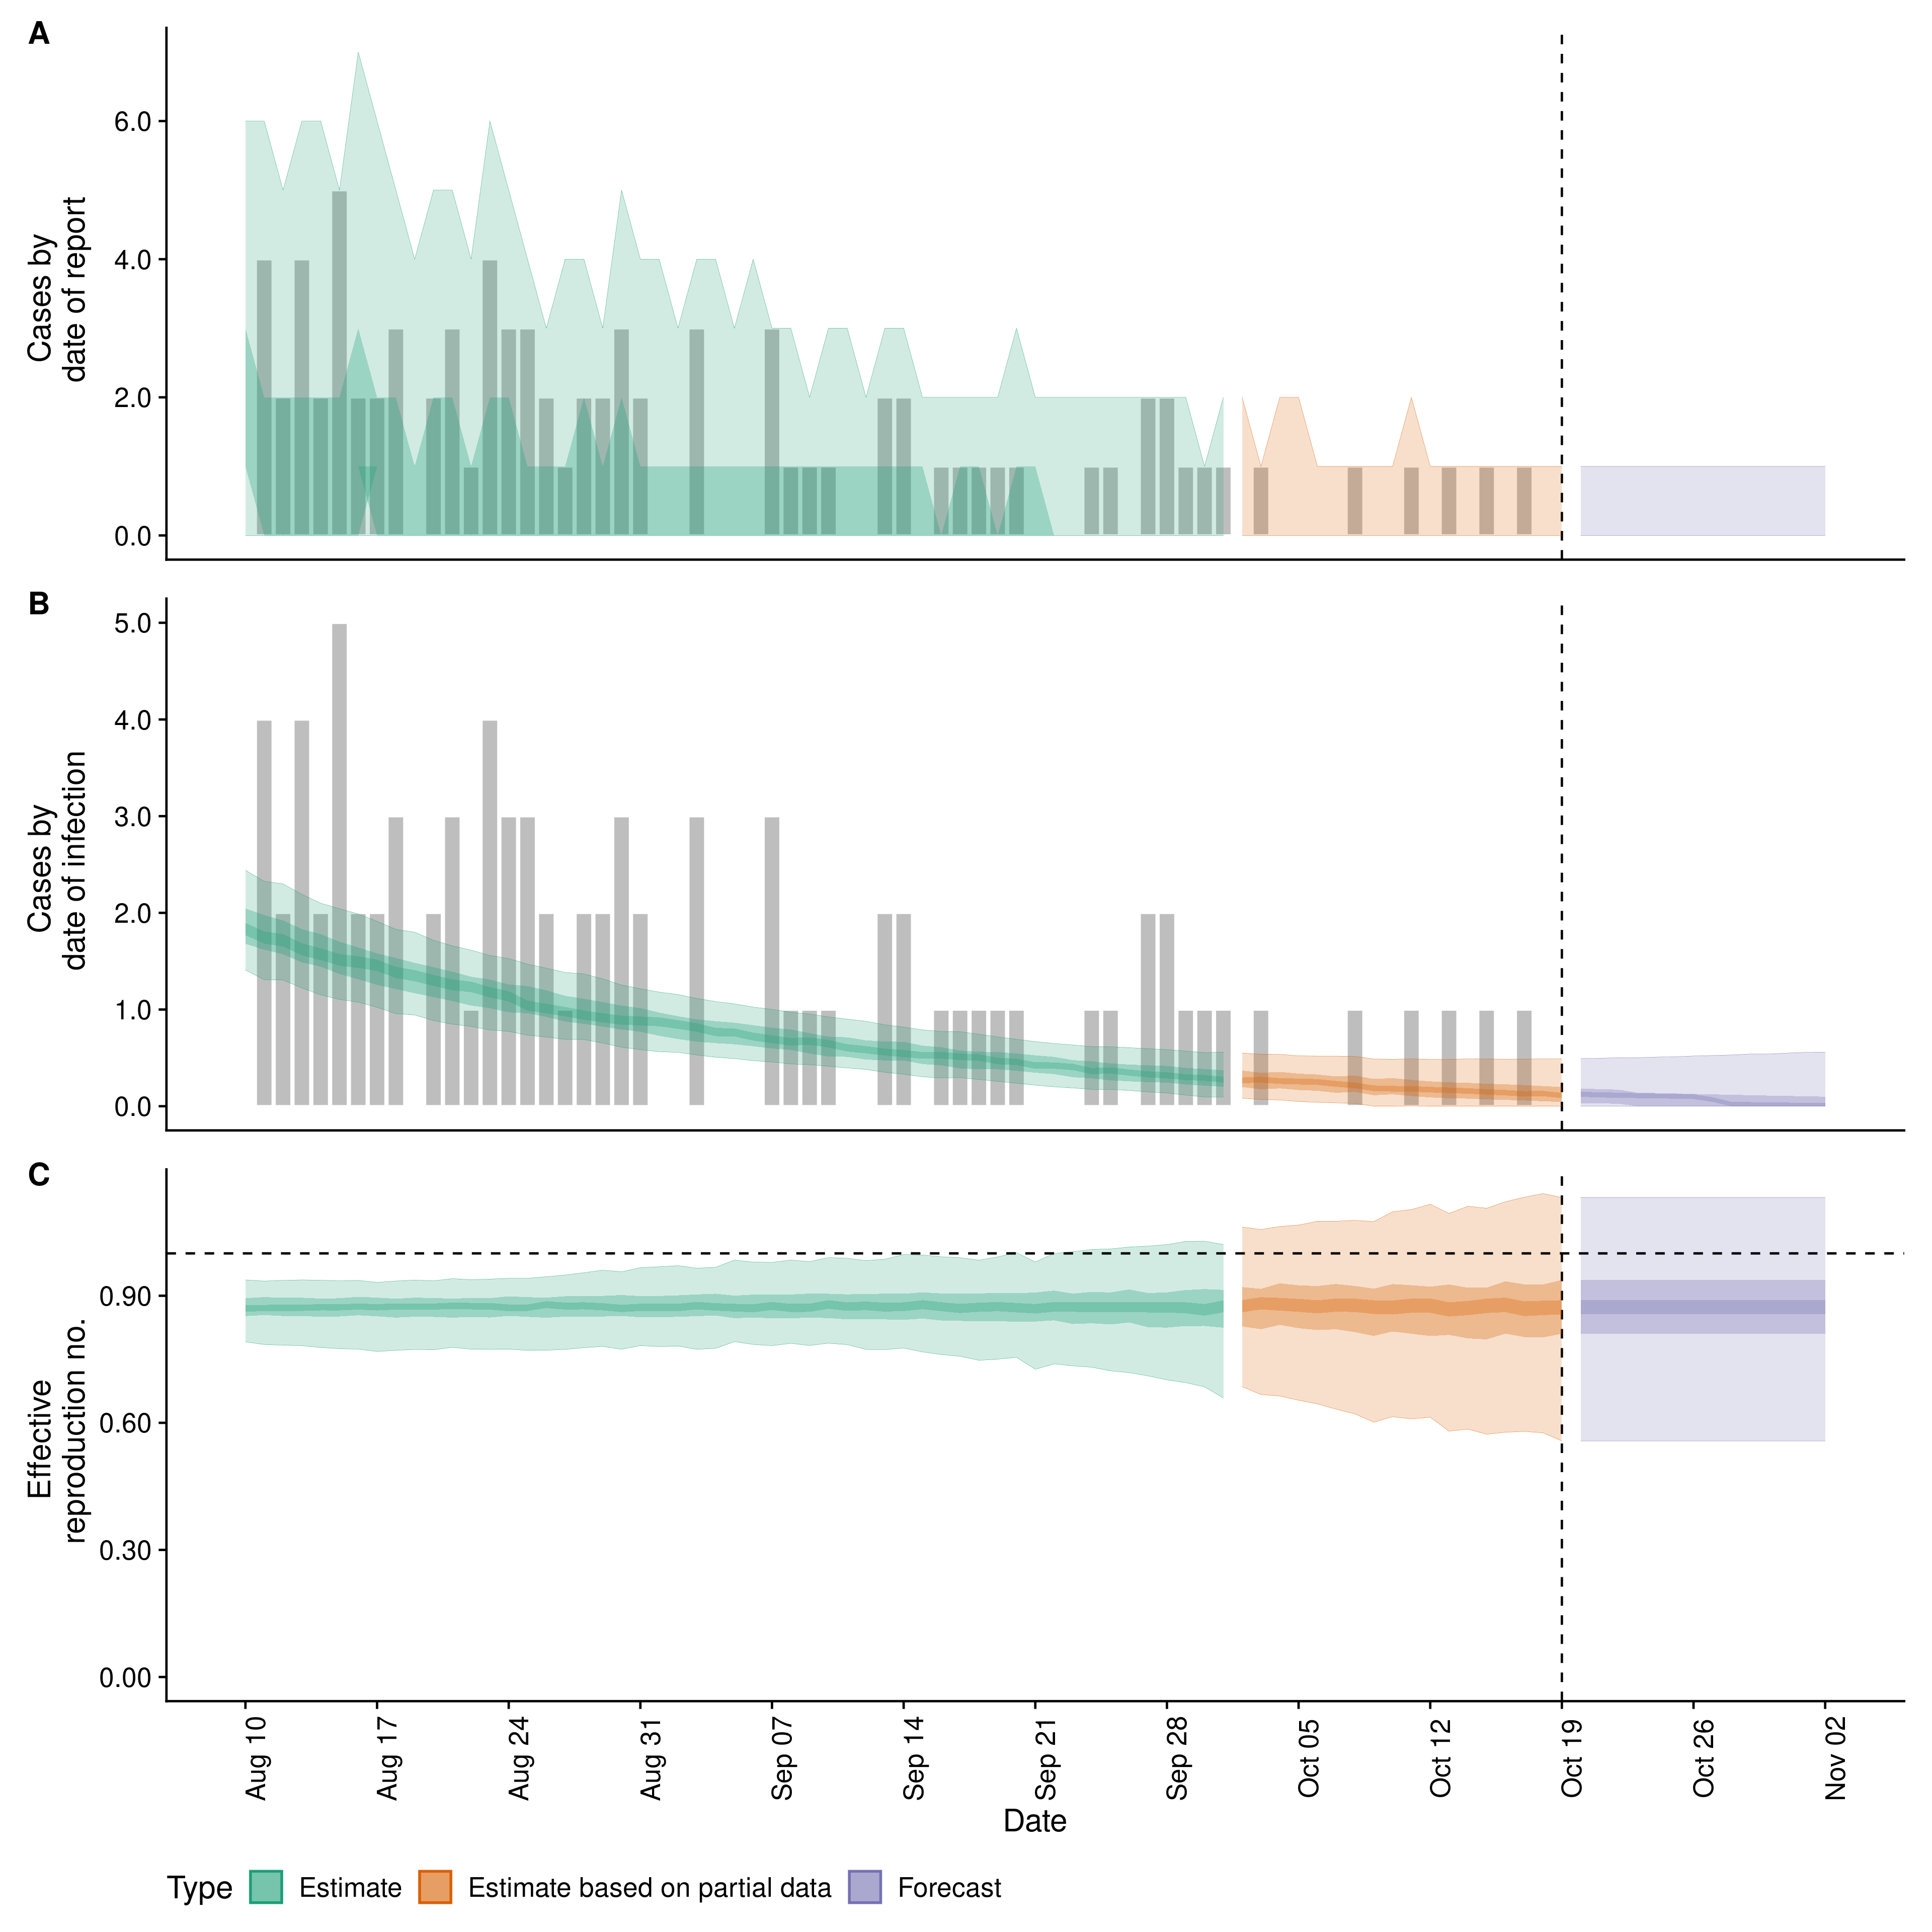 A
6.0
4.0
2.0
0.0
Cases by
date of report
B
5.0
4.0
3.0
2.0
1.0
0.0
Cases by
date of infection
C
0.90
0.60
0.30
0.00
Effective
reproduction no.
Aug 10
Aug 17
Aug 24
Aug 31
Sep 07
Sep 14
Sep 21
Sep 28
Oct 05
Oct 12
Oct 19
Oct 26
Nov 02
Date
Type Estimate Estimate based on partial data Forecast